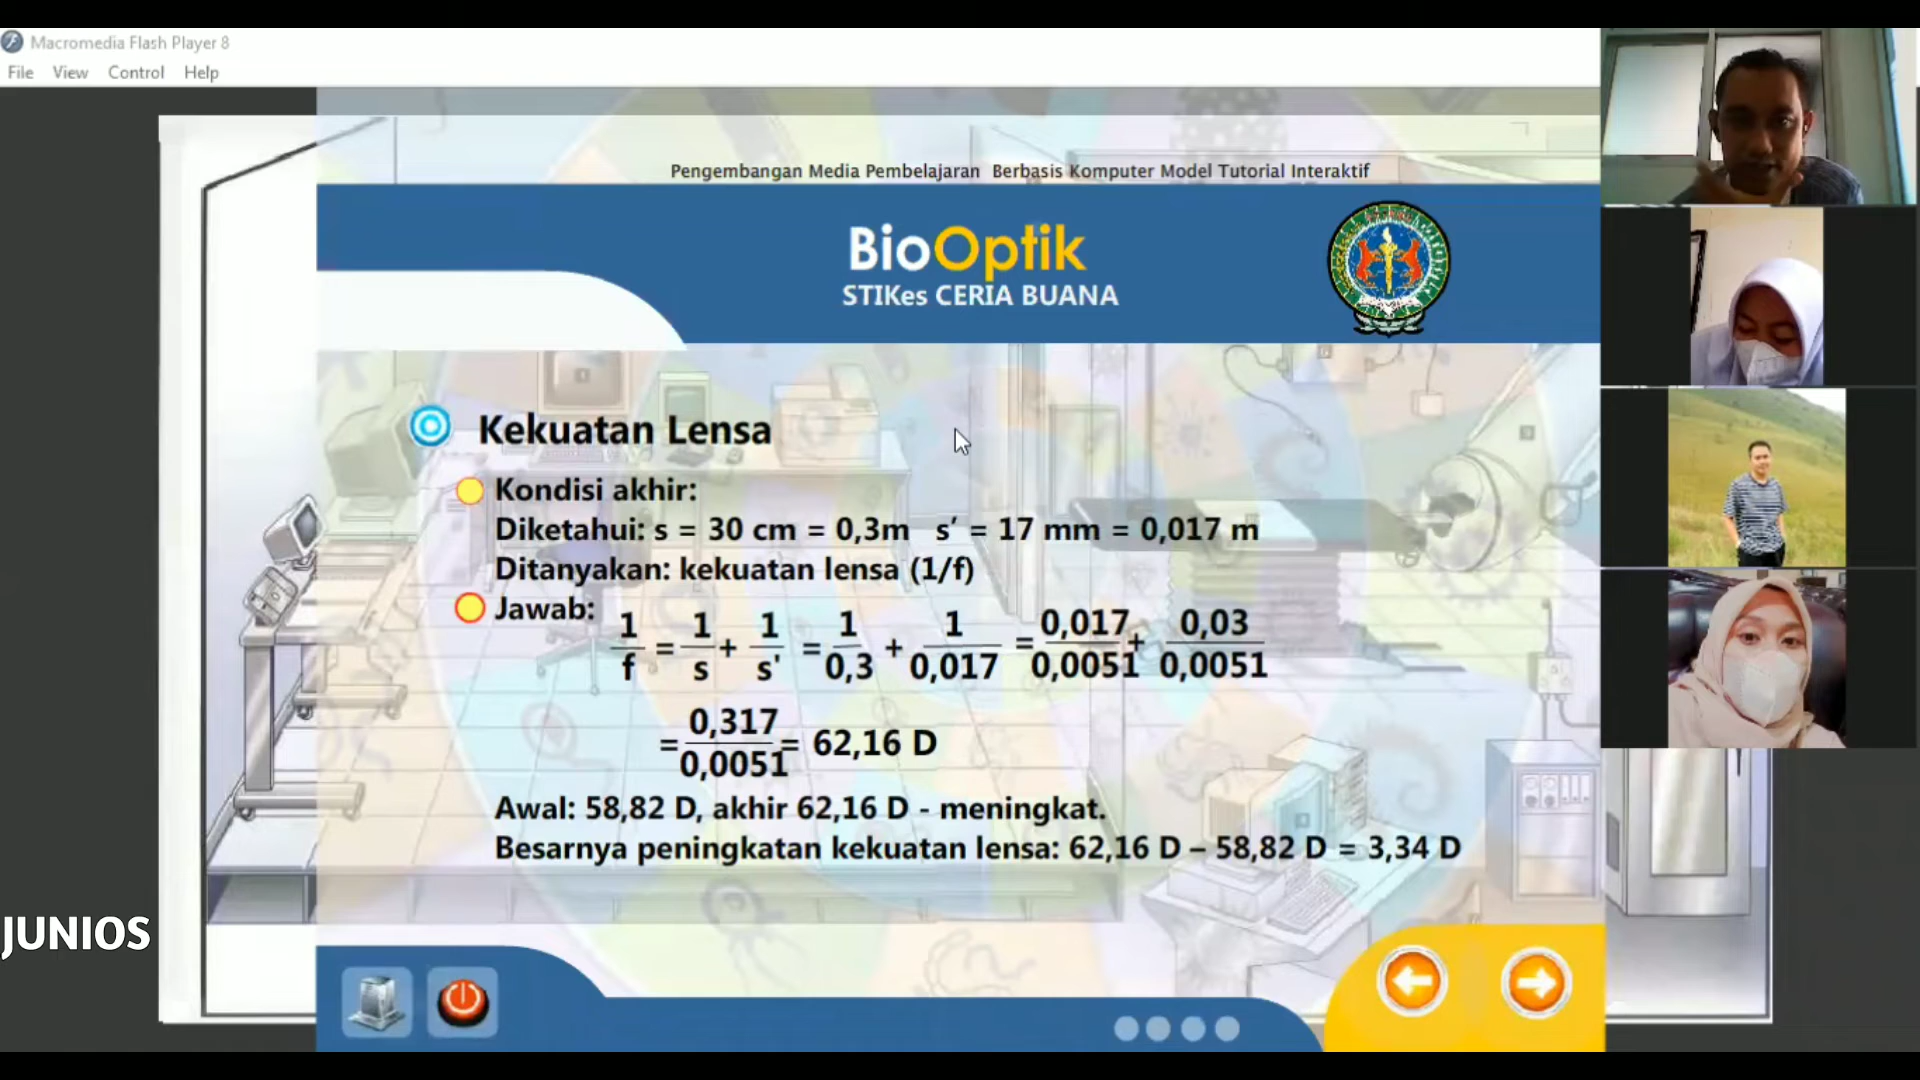 Macromedia Flash Player 8
File View Control Help
Pengembangan Media Pembelajaran Berbasis Komputer Model Tutorial Interaktif
BioOptik
STIKes CERIA BUANA
Kekuatan Lensa
Kondisi akhir:
Diketahui: s = 30 cm = 0,3m s' = 17 mm = 0,017 m
Ditanyakan: kekuatan lensa (1/f)
Jawab: 1/f = 1/s + 1/s' = 1/0,3 + 1/0,017 = 0,017/0,0051 + 0,03/0,0051
= 0,317/0,0051 = 62,16 D
Awal: 58,82 D, akhir 62,16 D - meningkat.
Besarnya peningkatan kekuatan lensa: 62,16 D – 58,82 D = 3,34 D
JUNIOS